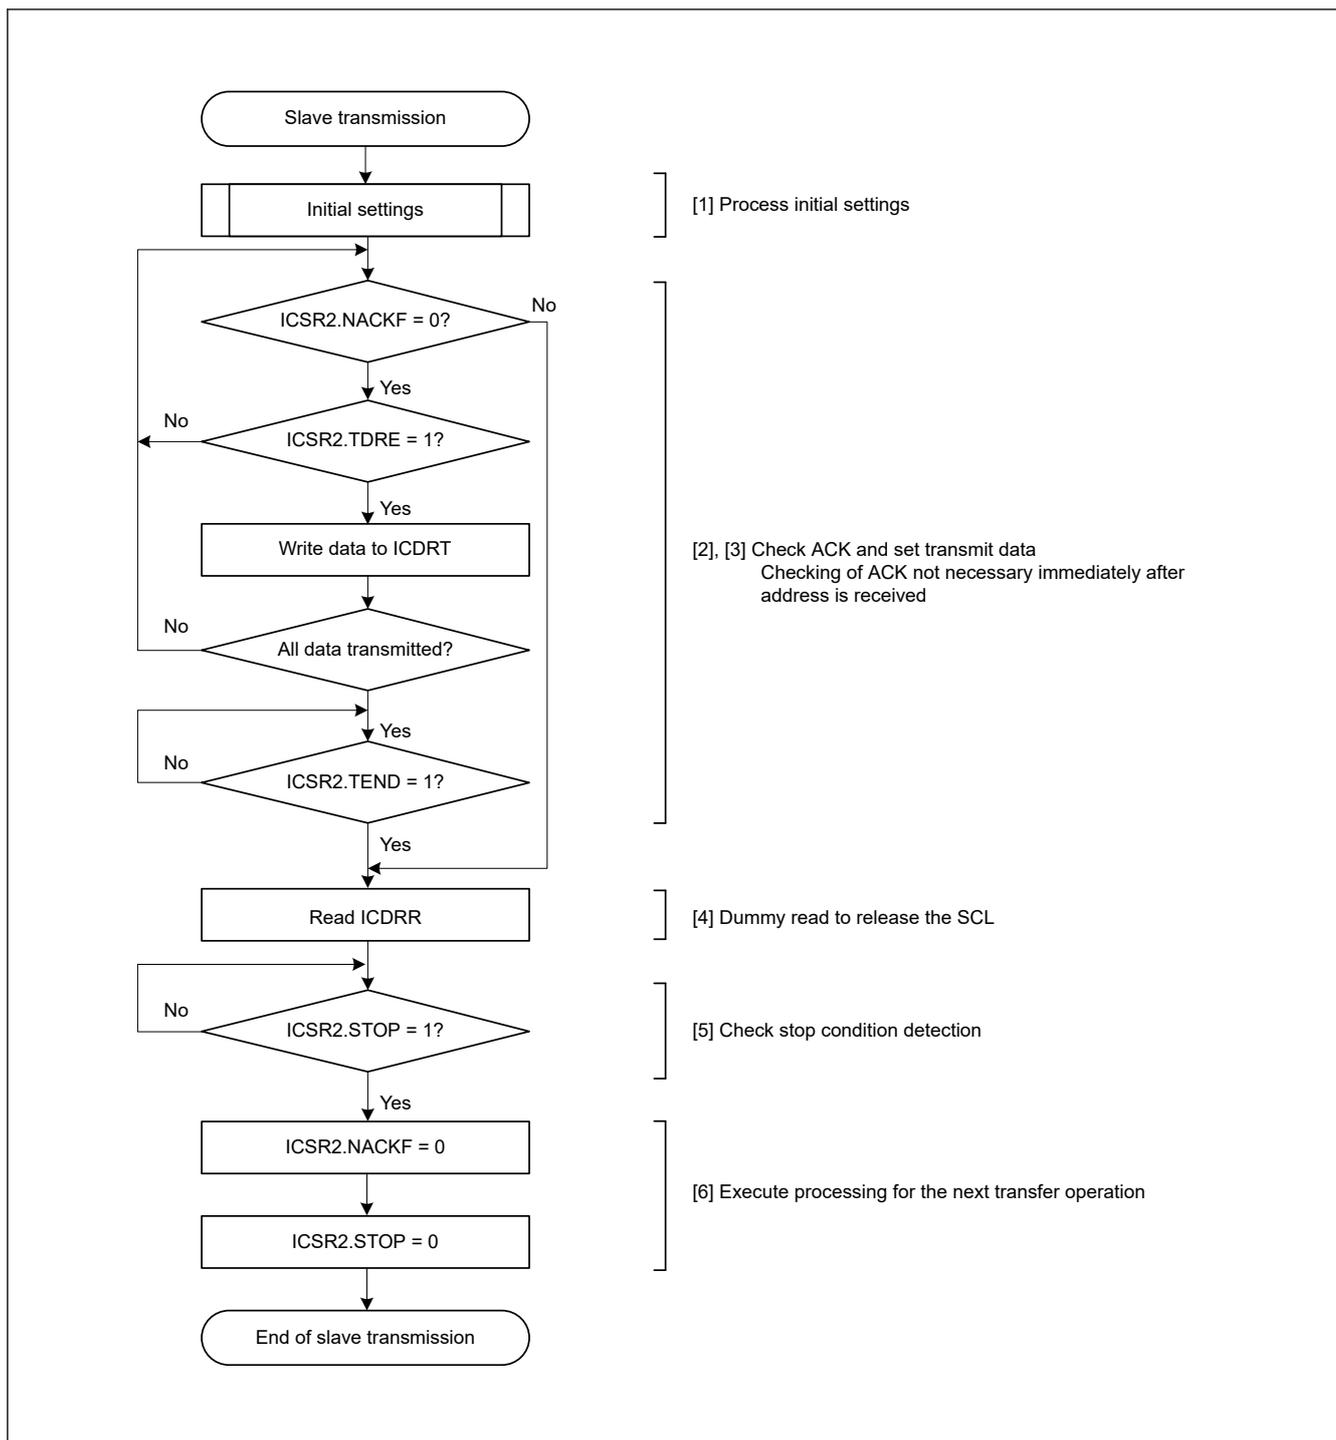 Slave transmission
Initial settings
[1] Process initial settings
No
ICSR2.NACKF = 0?
Yes
No
ICSR2.TDRE = 1?
Yes
Write data to ICDRT
[2], [3] Check ACK and set transmit data
Checking of ACK not necessary immediately after
address is received
No
All data transmitted?
Yes
No
ICSR2.TEND = 1?
Yes
Read ICDRR
[4] Dummy read to release the SCL
No
ICSR2.STOP = 1?
[5] Check stop condition detection
Yes
ICSR2.NACKF = 0
[6] Execute processing for the next transfer operation
ICSR2.STOP = 0
End of slave transmission